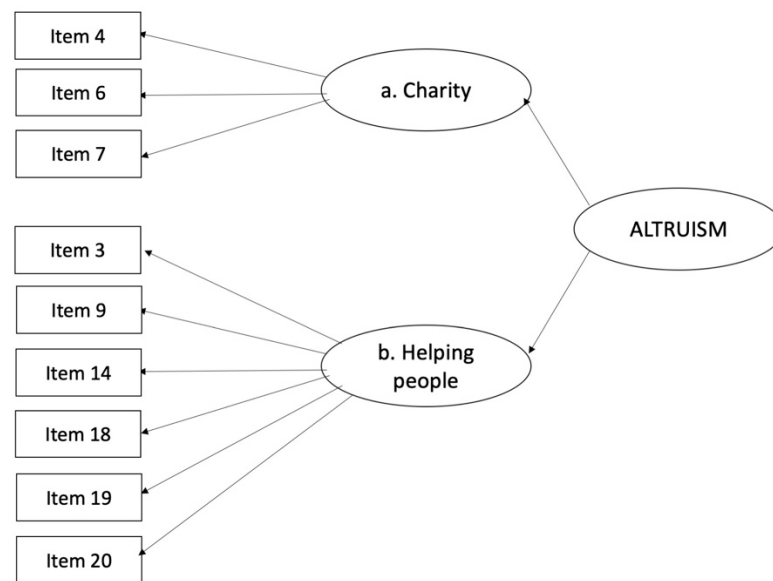 Item 4
Item 6
Item 7
a. Charity
ALTRUISM
Item 3
Item 9
Item 14
Item 18
Item 19
Item 20
b. Helping
people